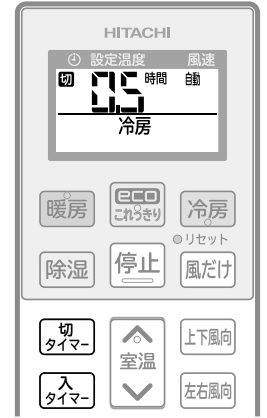 HITACHI
設定温度 風速
切 0.5 時間 自動
冷房
暖房 eco これっきり 冷房
リセット
除湿 停止 風だけ
切タイマー 上下風向
室温
入タイマー 左右風向